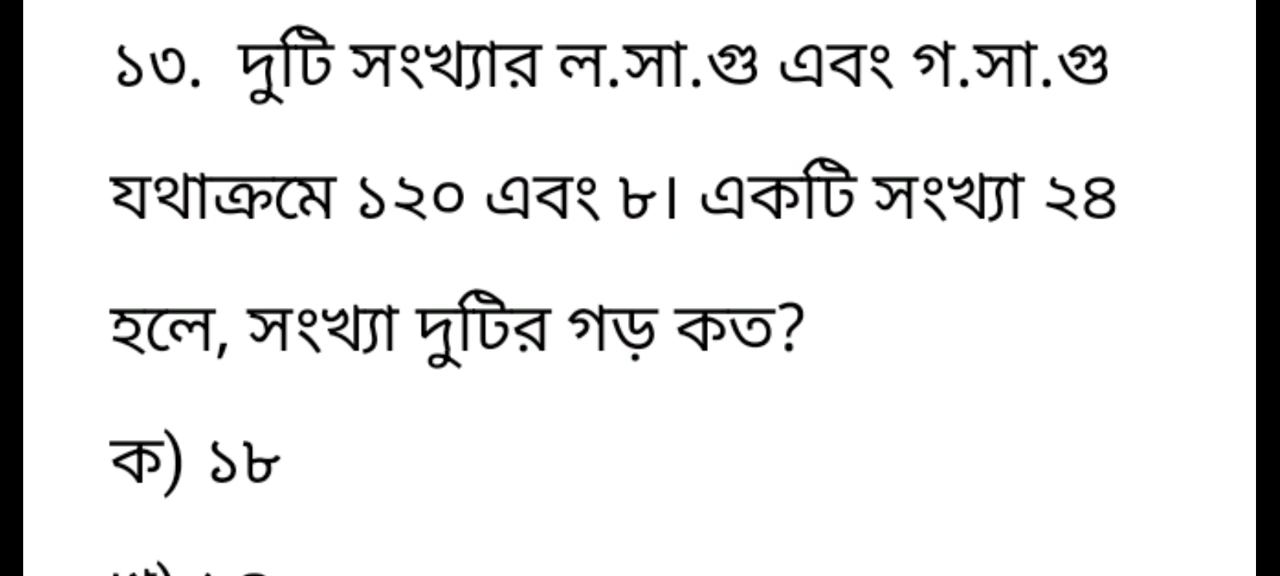 ১৩. দুটি সংখ্যার ল.সা.গু এবং গ.সা.গু
যথাক্রমে ১২০ এবং ৮। একটি সংখ্যা ২৪
হলে, সংখ্যা দুটির গড় কত?
ক) ১৮